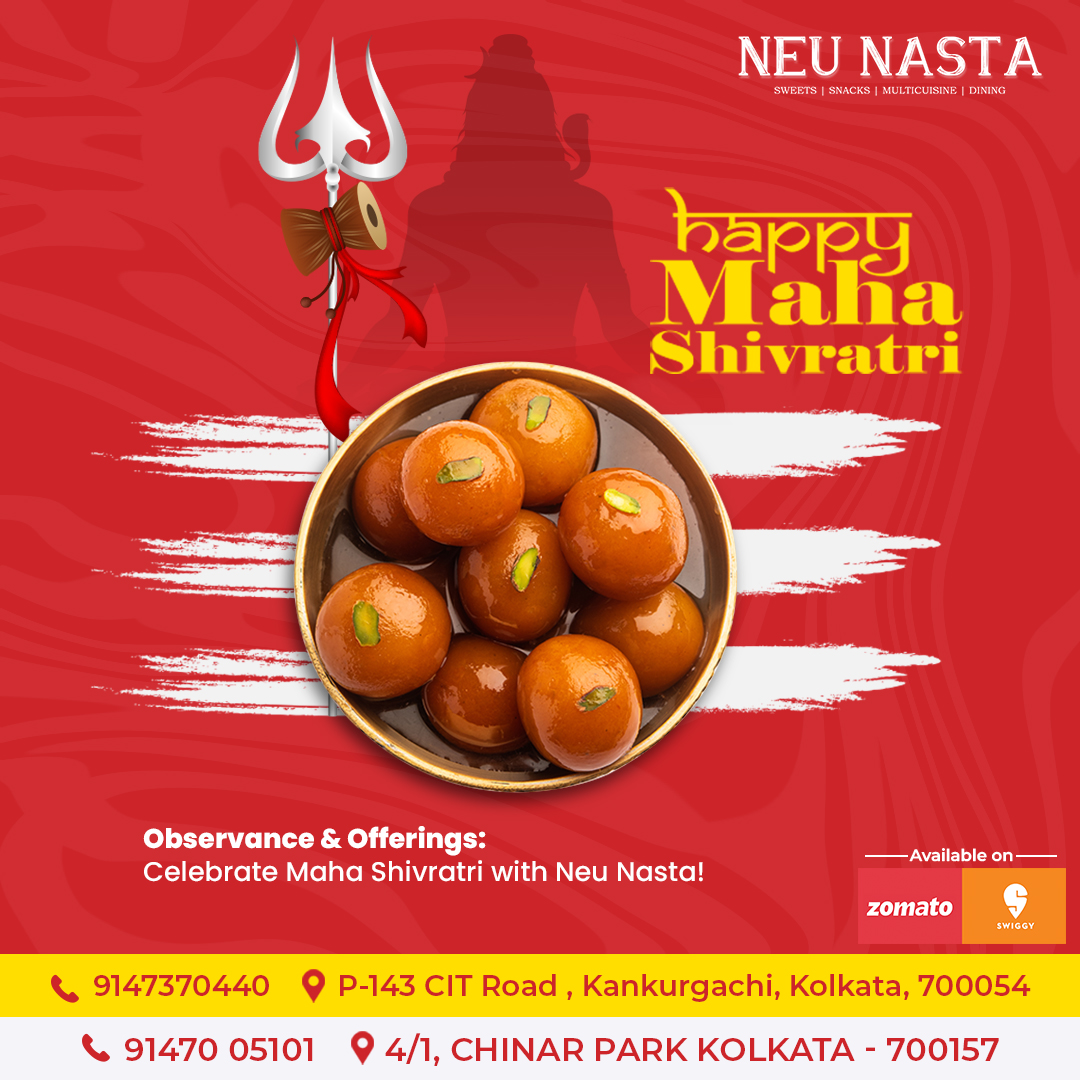 NEU NASTA
SWEETS | SNACKS | MULTICUISINE | DINING
happy
Maha
Shivratri
Observance & Offerings:
Celebrate Maha Shivratri with Neu Nasta!
Available on
zomato
SWIGGY
9147370440 P-143 CIT Road , Kankurgachi, Kolkata, 700054
91470 05101 4/1, CHINAR PARK KOLKATA - 700157